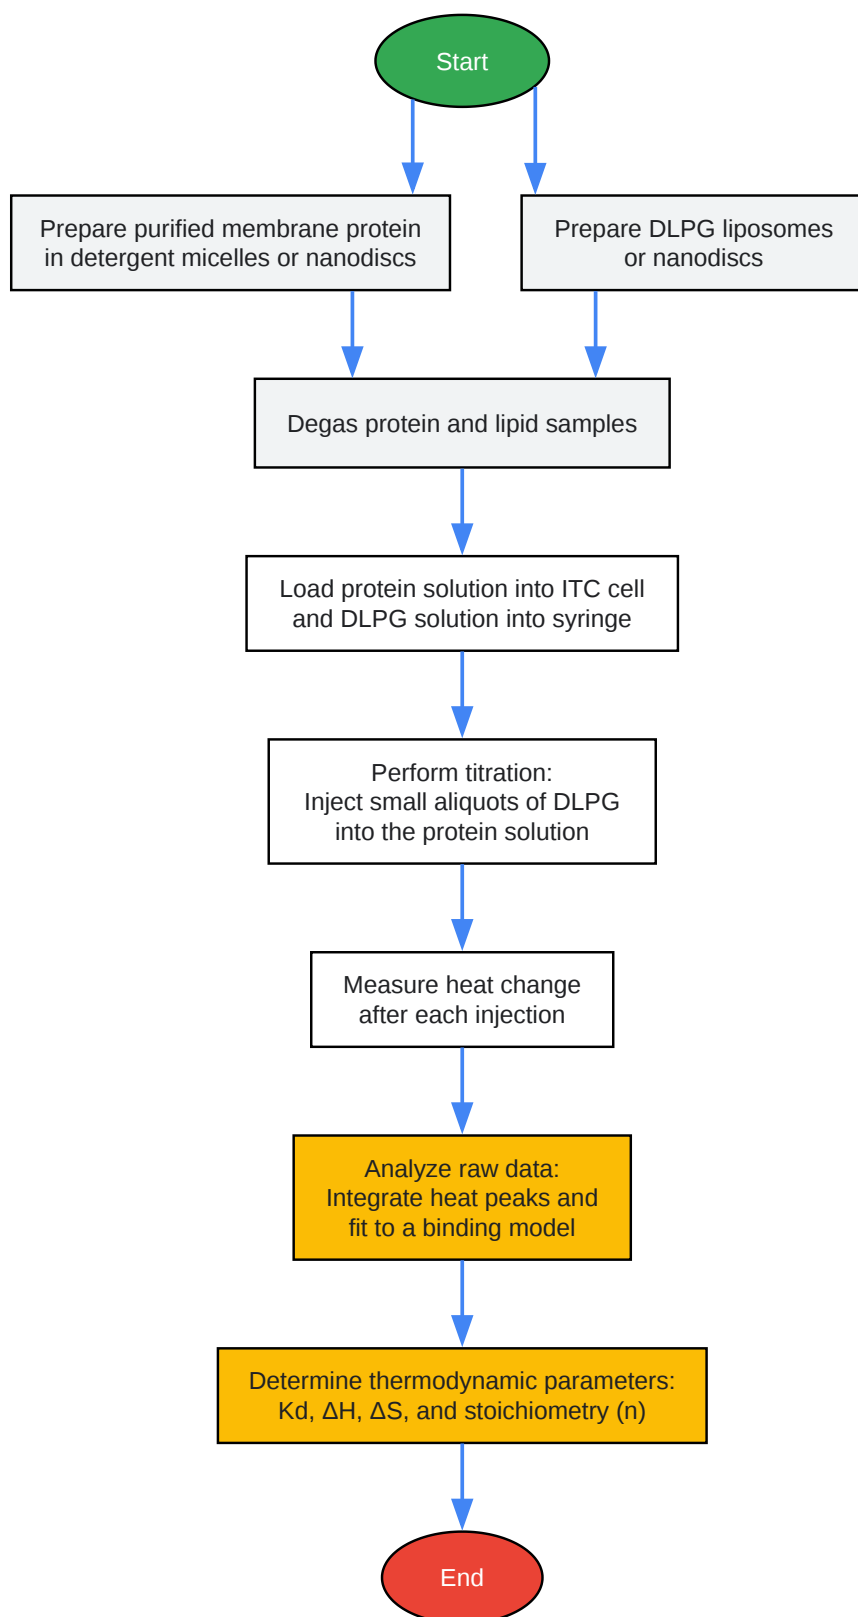 Start
Prepare purified membrane protein
in detergent micelles or nanodiscs
Prepare DLPG liposomes
or nanodiscs
Degas protein and lipid samples
Load protein solution into ITC cell
and DLPG solution into syringe
Perform titration:
Inject small aliquots of DLPG
into the protein solution
Measure heat change
after each injection
Analyze raw data:
Integrate heat peaks and
fit to a binding model
Determine thermodynamic parameters:
Kd, ΔH, ΔS, and stoichiometry (n)
End